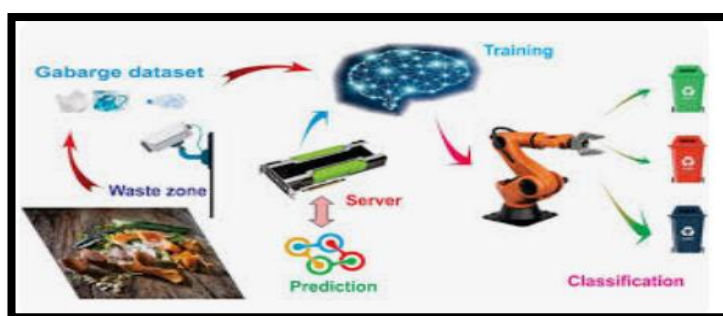 Training
Gabarge dataset
Waste zone
Server
Prediction
Classification